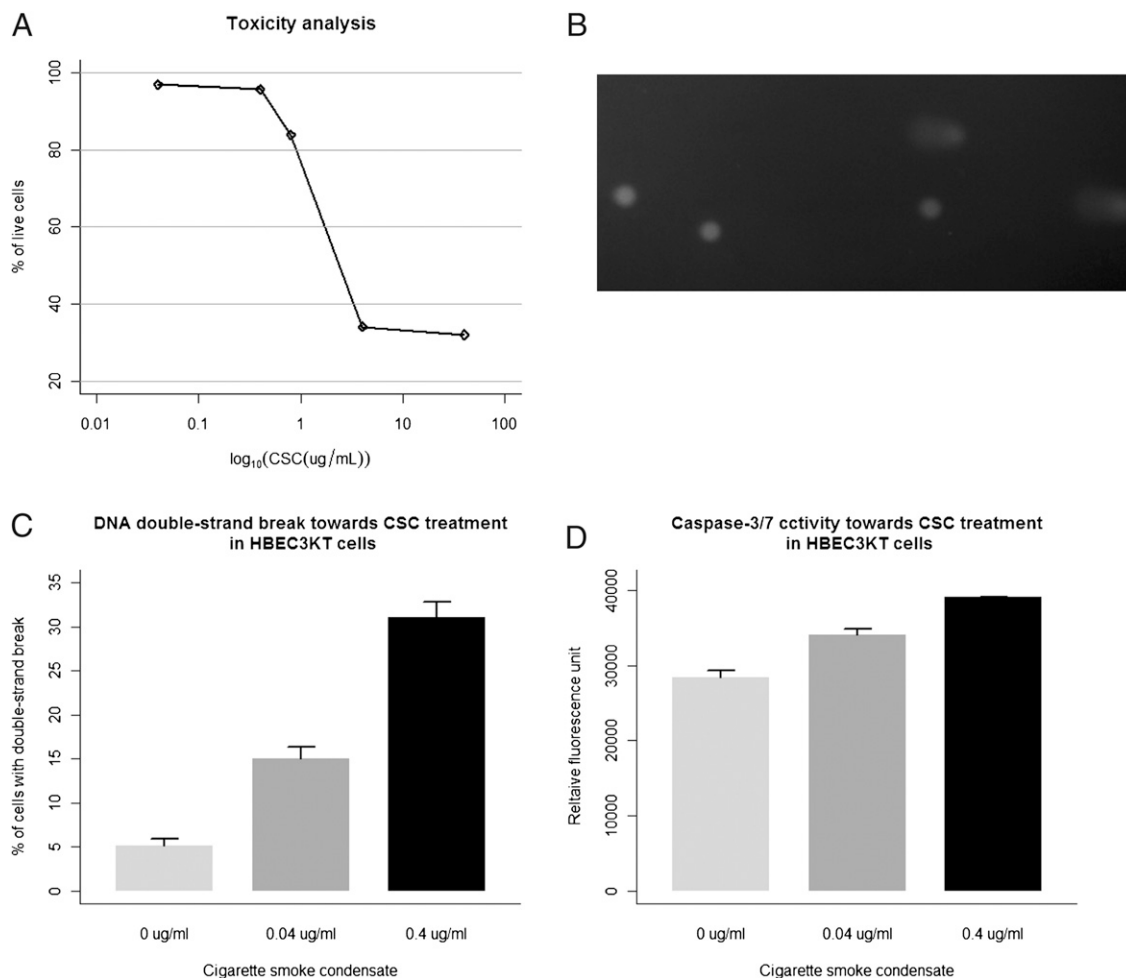 A
Toxicity analysis
% of live cells
100
80
60
40
20
0.01 0.1 1 10 100
log10(CSC(ug/mL))
B
C
DNA double-strand break towards CSC treatment
in HBEC3KT cells
% of cells with double-strand break
35
30
25
20
15
10
5
0
0 ug/ml 0.04 ug/ml 0.4 ug/ml
Cigarette smoke condensate
D
Caspase-3/7 cctivity towards CSC treatment
in HBEC3KT cells
Reltaive fluorescence unit
40000
30000
20000
10000
0
0 ug/ml 0.04 ug/ml 0.4 ug/ml
Cigarette smoke condensate